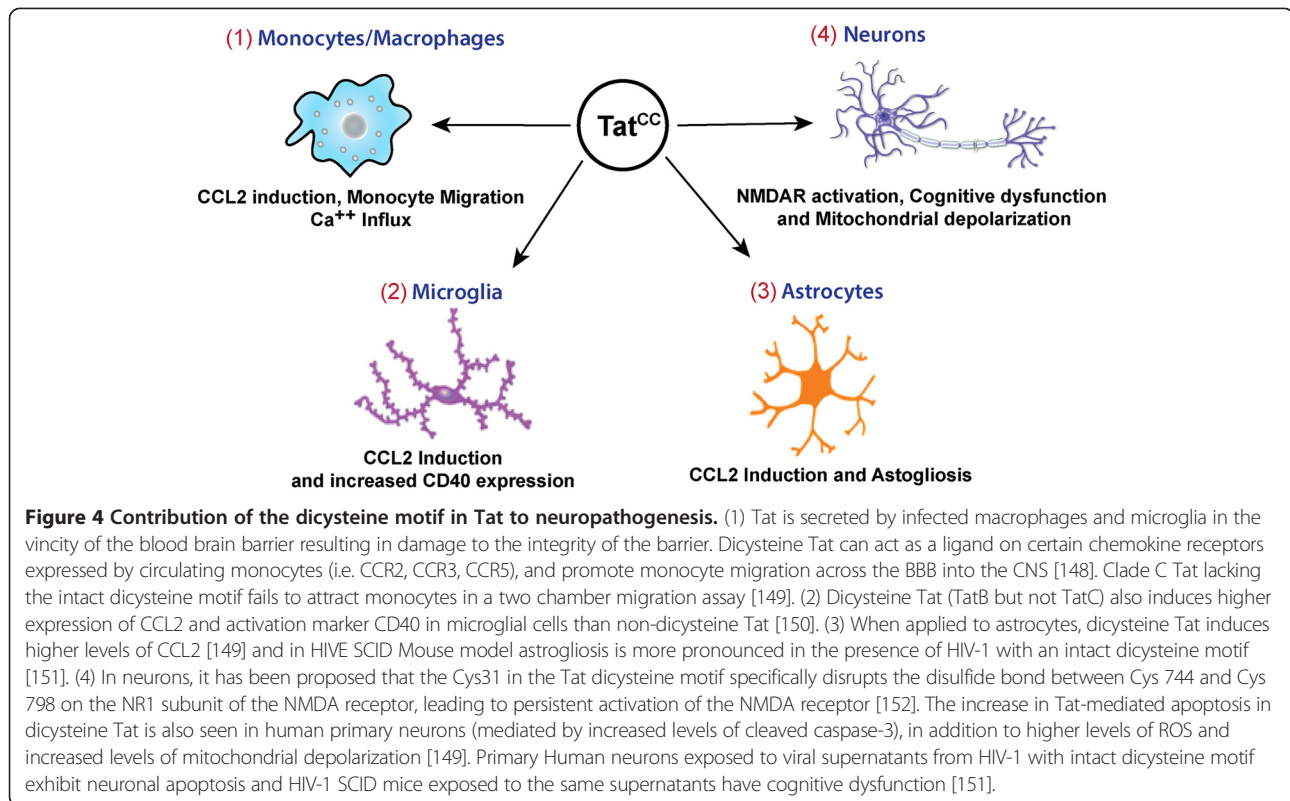 (1) Monocytes/Macrophages
(4) Neurons
Tat^CC
CCL2 induction, Monocyte Migration
Ca++ Influx
NMDAR activation, Cognitive dysfunction
and Mitochondrial depolarization
(2) Microglia
(3) Astrocytes
CCL2 Induction
and increased CD40 expression
CCL2 Induction and Astogliosis
Figure 4 Contribution of the dicysteine motif in Tat to neuropathogenesis. (1) Tat is secreted by infected macrophages and microglia in the
vincity of the blood brain barrier resulting in damage to the integrity of the barrier. Dicysteine Tat can act as a ligand on certain chemokine receptors
expressed by circulating monocytes (i.e. CCR2, CCR3, CCR5), and promote monocyte migration across the BBB into the CNS [148]. Clade C Tat lacking
the intact dicysteine motif fails to attract monocytes in a two chamber migration assay [149]. (2) Dicysteine Tat (TatB but not TatC) also induces higher
expression of CCL2 and activation marker CD40 in microglial cells than non-dicysteine Tat [150]. (3) When applied to astrocytes, dicysteine Tat induces
higher levels of CCL2 [149] and in HIVE SCID Mouse model astrogliosis is more pronounced in the presence of HIV-1 with an intact dicysteine motif
[151]. (4) In neurons, it has been proposed that the Cys31 in the Tat dicysteine motif specifically disrupts the disulfide bond between Cys 744 and Cys
798 on the NR1 subunit of the NMDA receptor, leading to persistent activation of the NMDA receptor [152]. The increase in Tat-mediated apoptosis in
dicysteine Tat is also seen in human primary neurons (mediated by increased levels of cleaved caspase-3), in addition to higher levels of ROS and
increased levels of mitochondrial depolarization [149]. Primary Human neurons exposed to viral supernatants from HIV-1 with intact dicysteine motif
exhibit neuronal apoptosis and HIV-1 SCID mice exposed to the same supernatants have cognitive dysfunction [151].